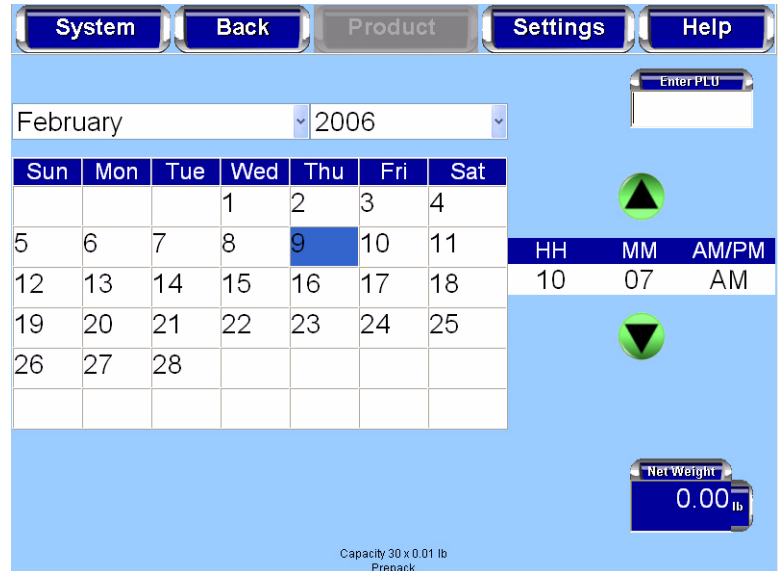 System Back Product Settings Help
Enter PLU
February 2006
Sun Mon Tue Wed Thu Fri Sat
1 2 3 4
5 6 7 8 9 10 11
HH MM AM/PM
12 13 14 15 16 17 18
10 07 AM
19 20 21 22 23 24 25
26 27 28
Net Weight
0.00 lb
Capacity 30 x 0.01 lb
Prepack